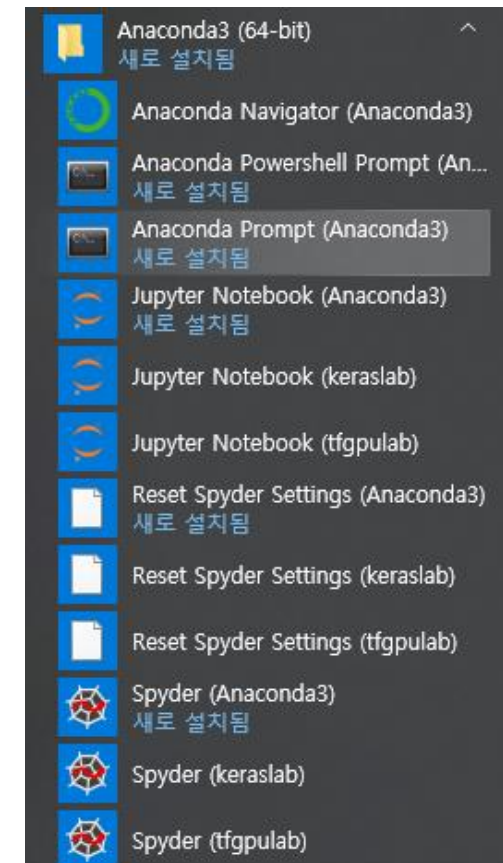 Anaconda3 (64-bit)
새로 설치됨
Anaconda Navigator (Anaconda3)
Anaconda Powershell Prompt (An...
새로 설치됨
Anaconda Prompt (Anaconda3)
새로 설치됨
Jupyter Notebook (Anaconda3)
새로 설치됨
Jupyter Notebook (keraslab)
Jupyter Notebook (tfgpulab)
Reset Spyder Settings (Anaconda3)
새로 설치됨
Reset Spyder Settings (keraslab)
Reset Spyder Settings (tfgpulab)
Spyder (Anaconda3)
새로 설치됨
Spyder (keraslab)
Spyder (tfgpulab)